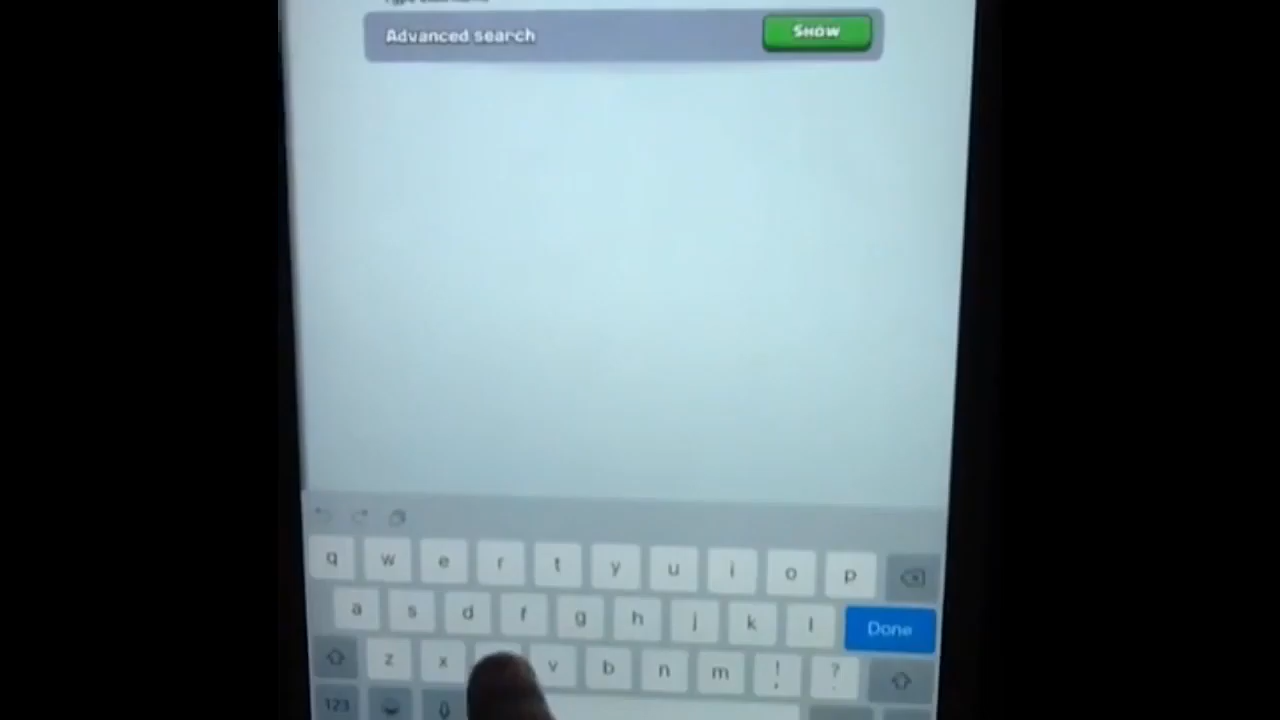 Advanced search
Show
q w e r t y u i o p
a s d f g h j k l Done
z x v b n m ! , ? .
123